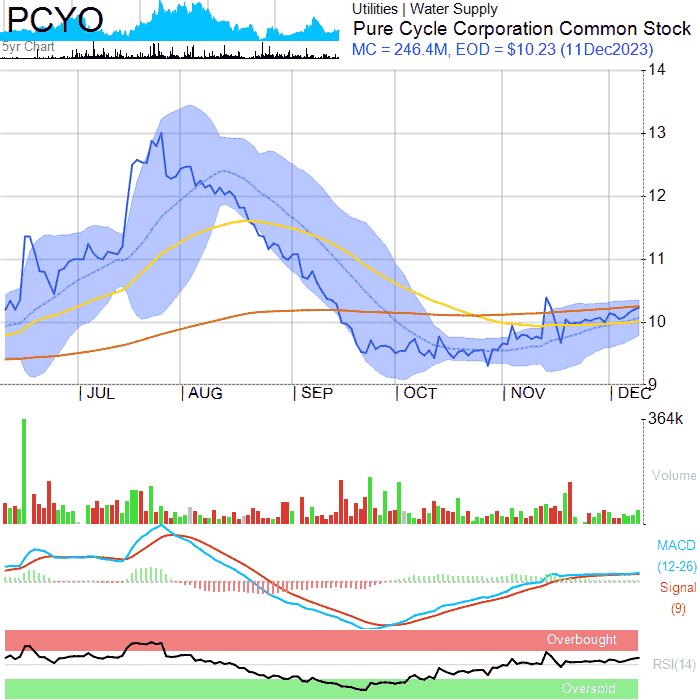 PCYO
5yr Chart
Utilities | Water Supply
Pure Cycle Corporation Common Stock
MC = 246.4M, EOD = $10.23 (11Dec2023)
14
13
12
11
10
9
| JUL | AUG | SEP | OCT | NOV | DEC
364k
Volume
MACD
(12-26)
Signal
(9)
Overbought
RSI(14)
Oversold